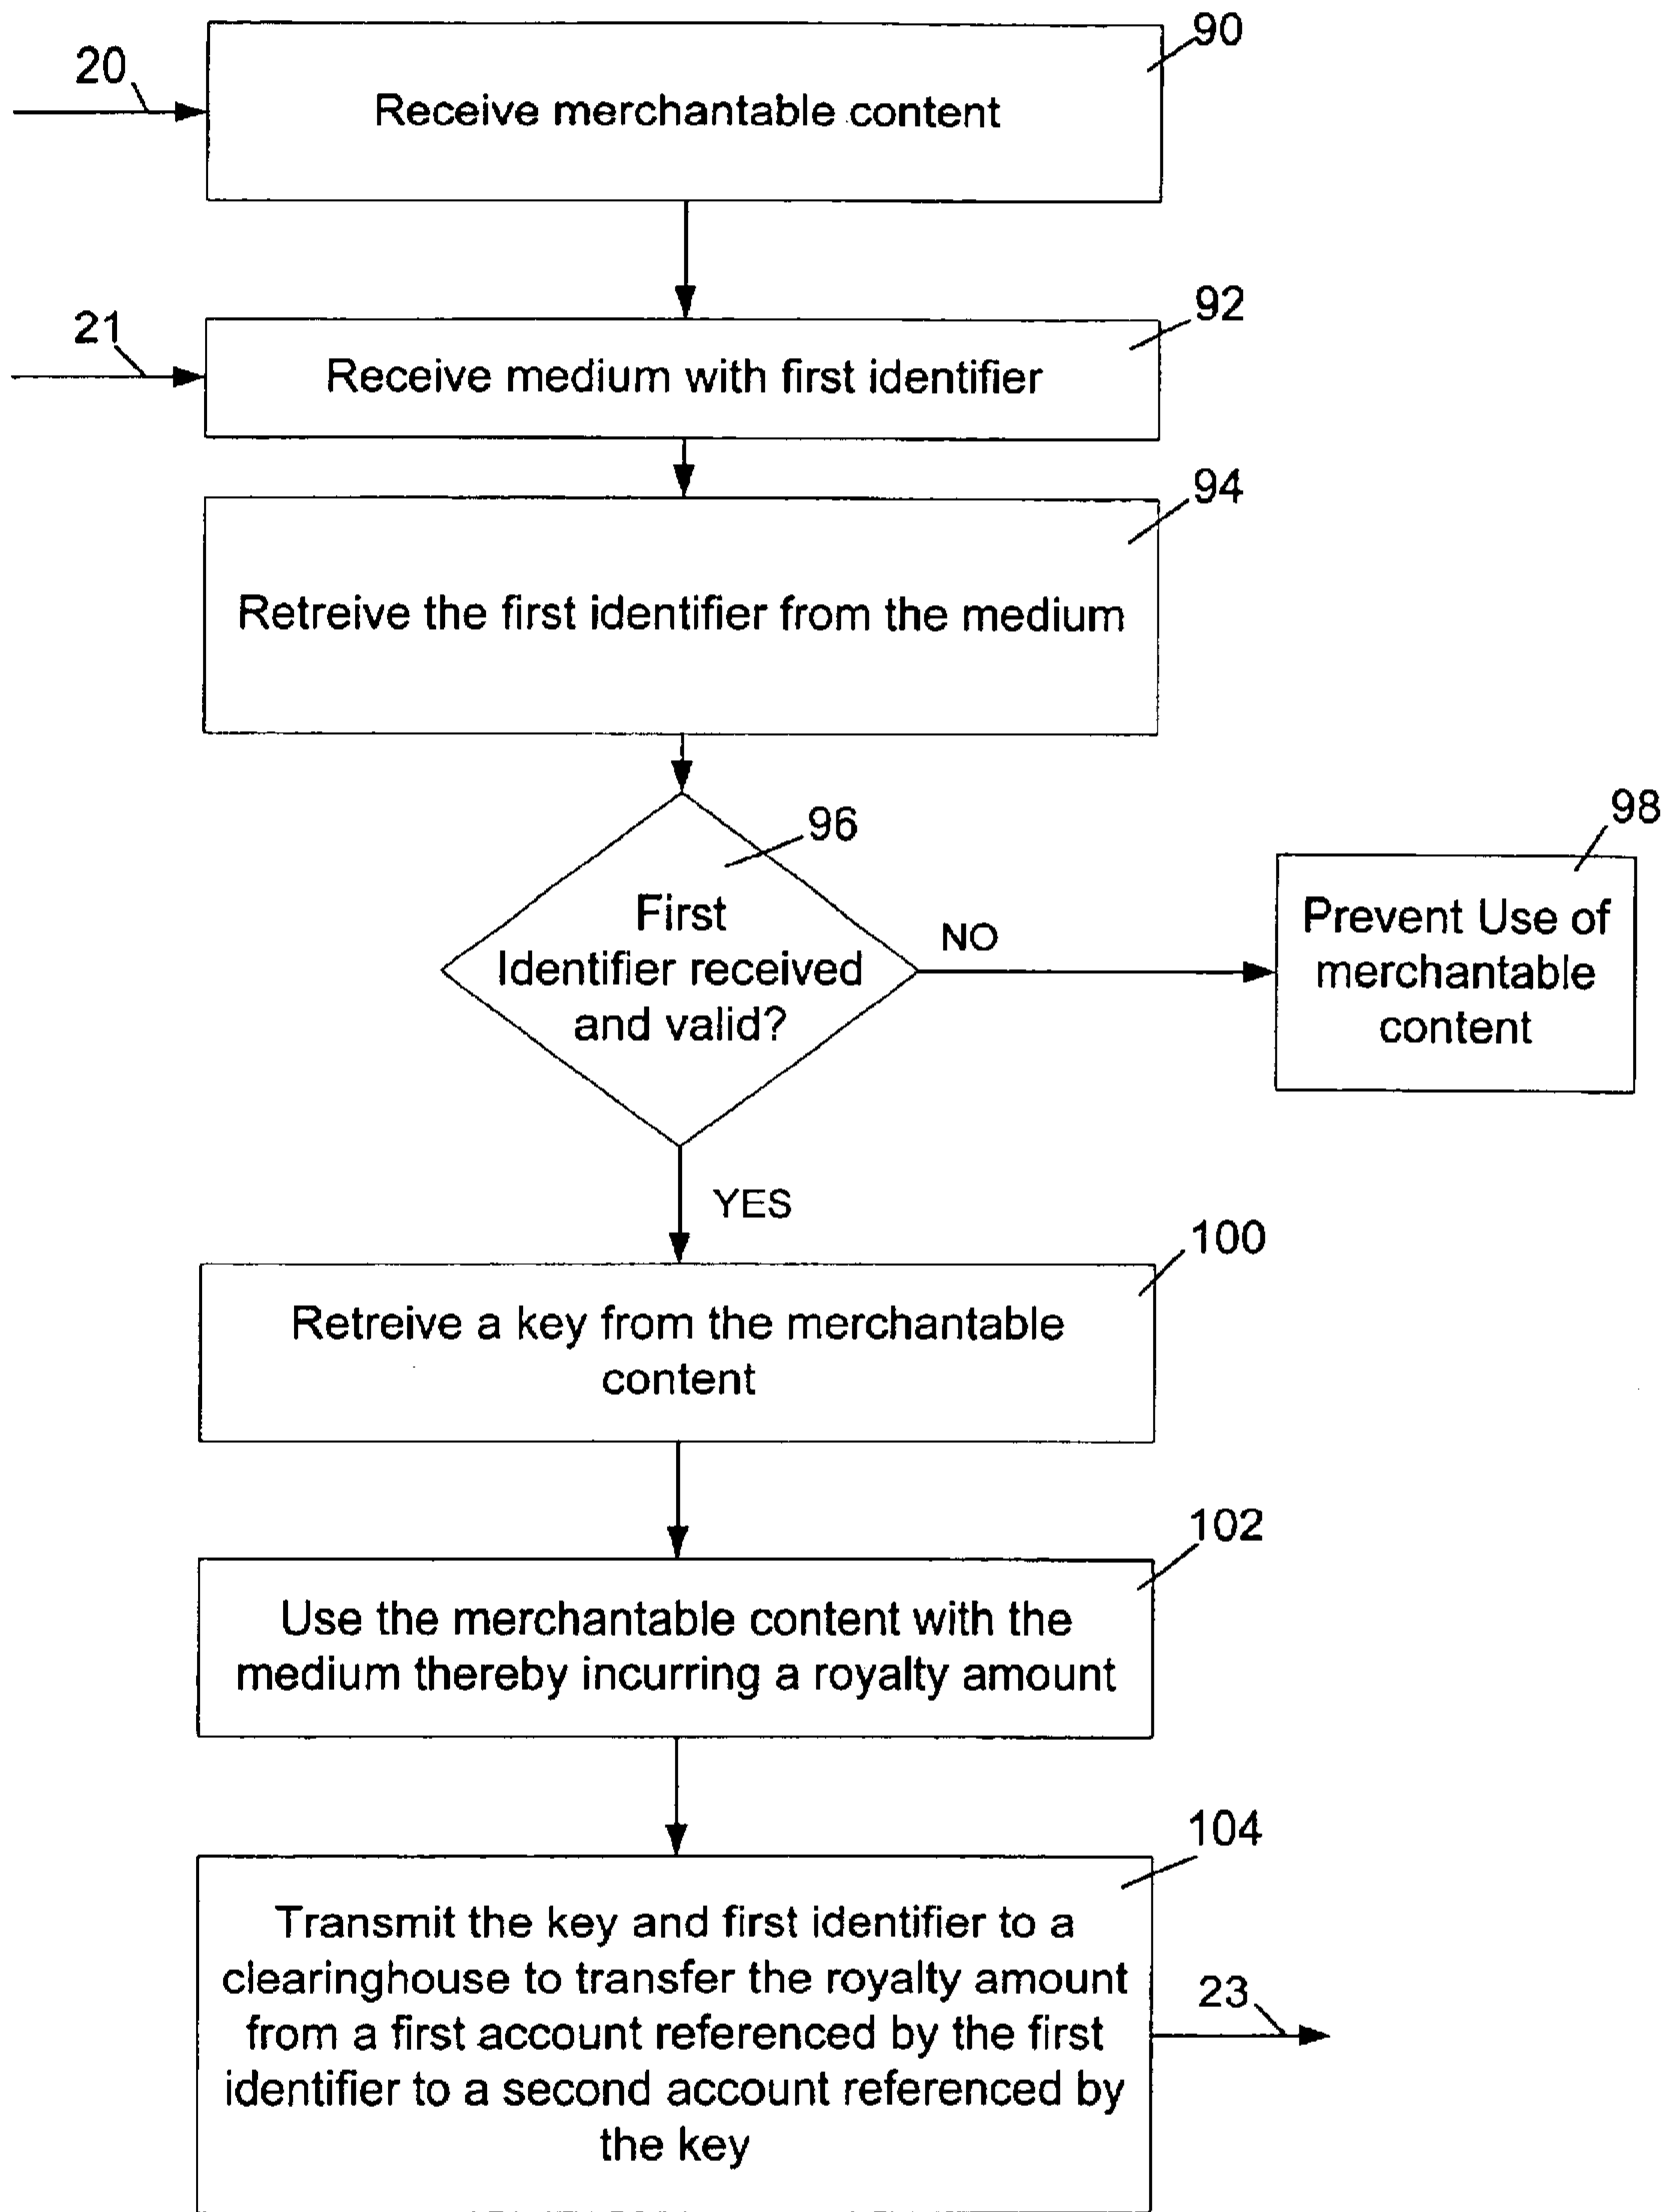 90
20
Receive merchantable content
92
21
Receive medium with first identifier
94
Retreive the first identifier from the medium
96
98
First
Identifier received
and valid?
NO
Prevent Use of
merchantable
content
YES
100
Retreive a key from the merchantable
content
102
Use the merchantable content with the
medium thereby incurring a royalty amount
104
Transmit the key and first identifier to a
clearinghouse to transfer the royalty amount
from a first account referenced by the first
identifier to a second account referenced by
the key
23